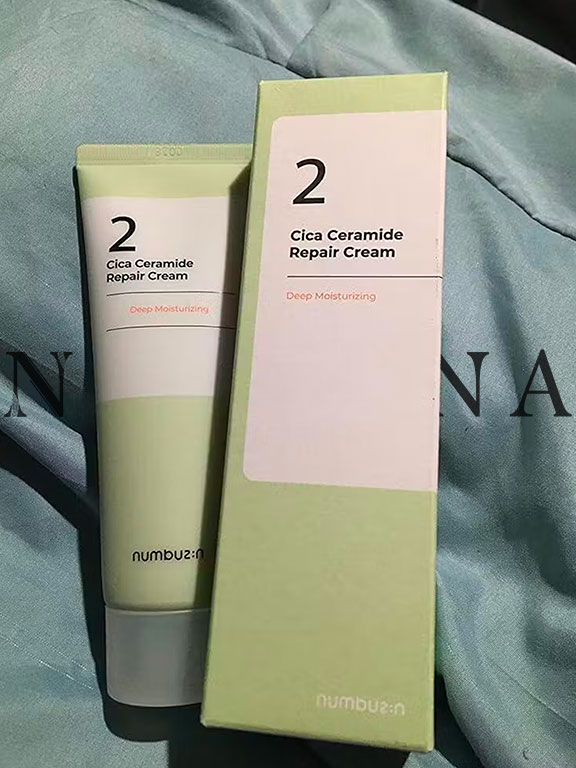 2
Cica Ceramide
Repair Cream
Deep Moisturizing
numbuz:n
2
Cica Ceramide
Repair Cream
Deep Moisturizing
numbuz:n